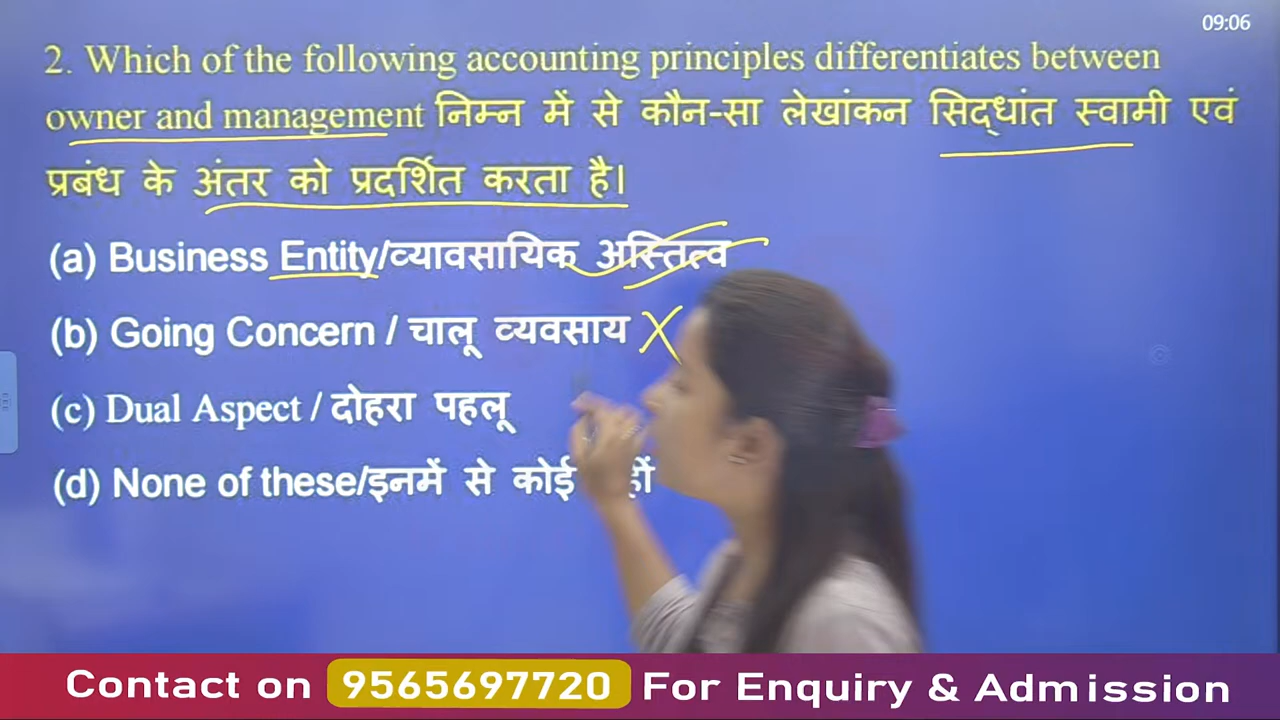 09:06
2. Which of the following accounting principles differentiates between
owner and management निम्न में से कौन-सा लेखांकन सिद्धांत स्वामी एवं
प्रबंध के अंतर को प्रदर्शित करता है।
(a) Business Entity/व्यावसायिक अस्तित्व
(b) Going Concern / चालू व्यवसाय X
(c) Dual Aspect / दोहरा पहलू
(d) None of these/इनमें से कोई
Contact on 9565697720 For Enquiry & Admission